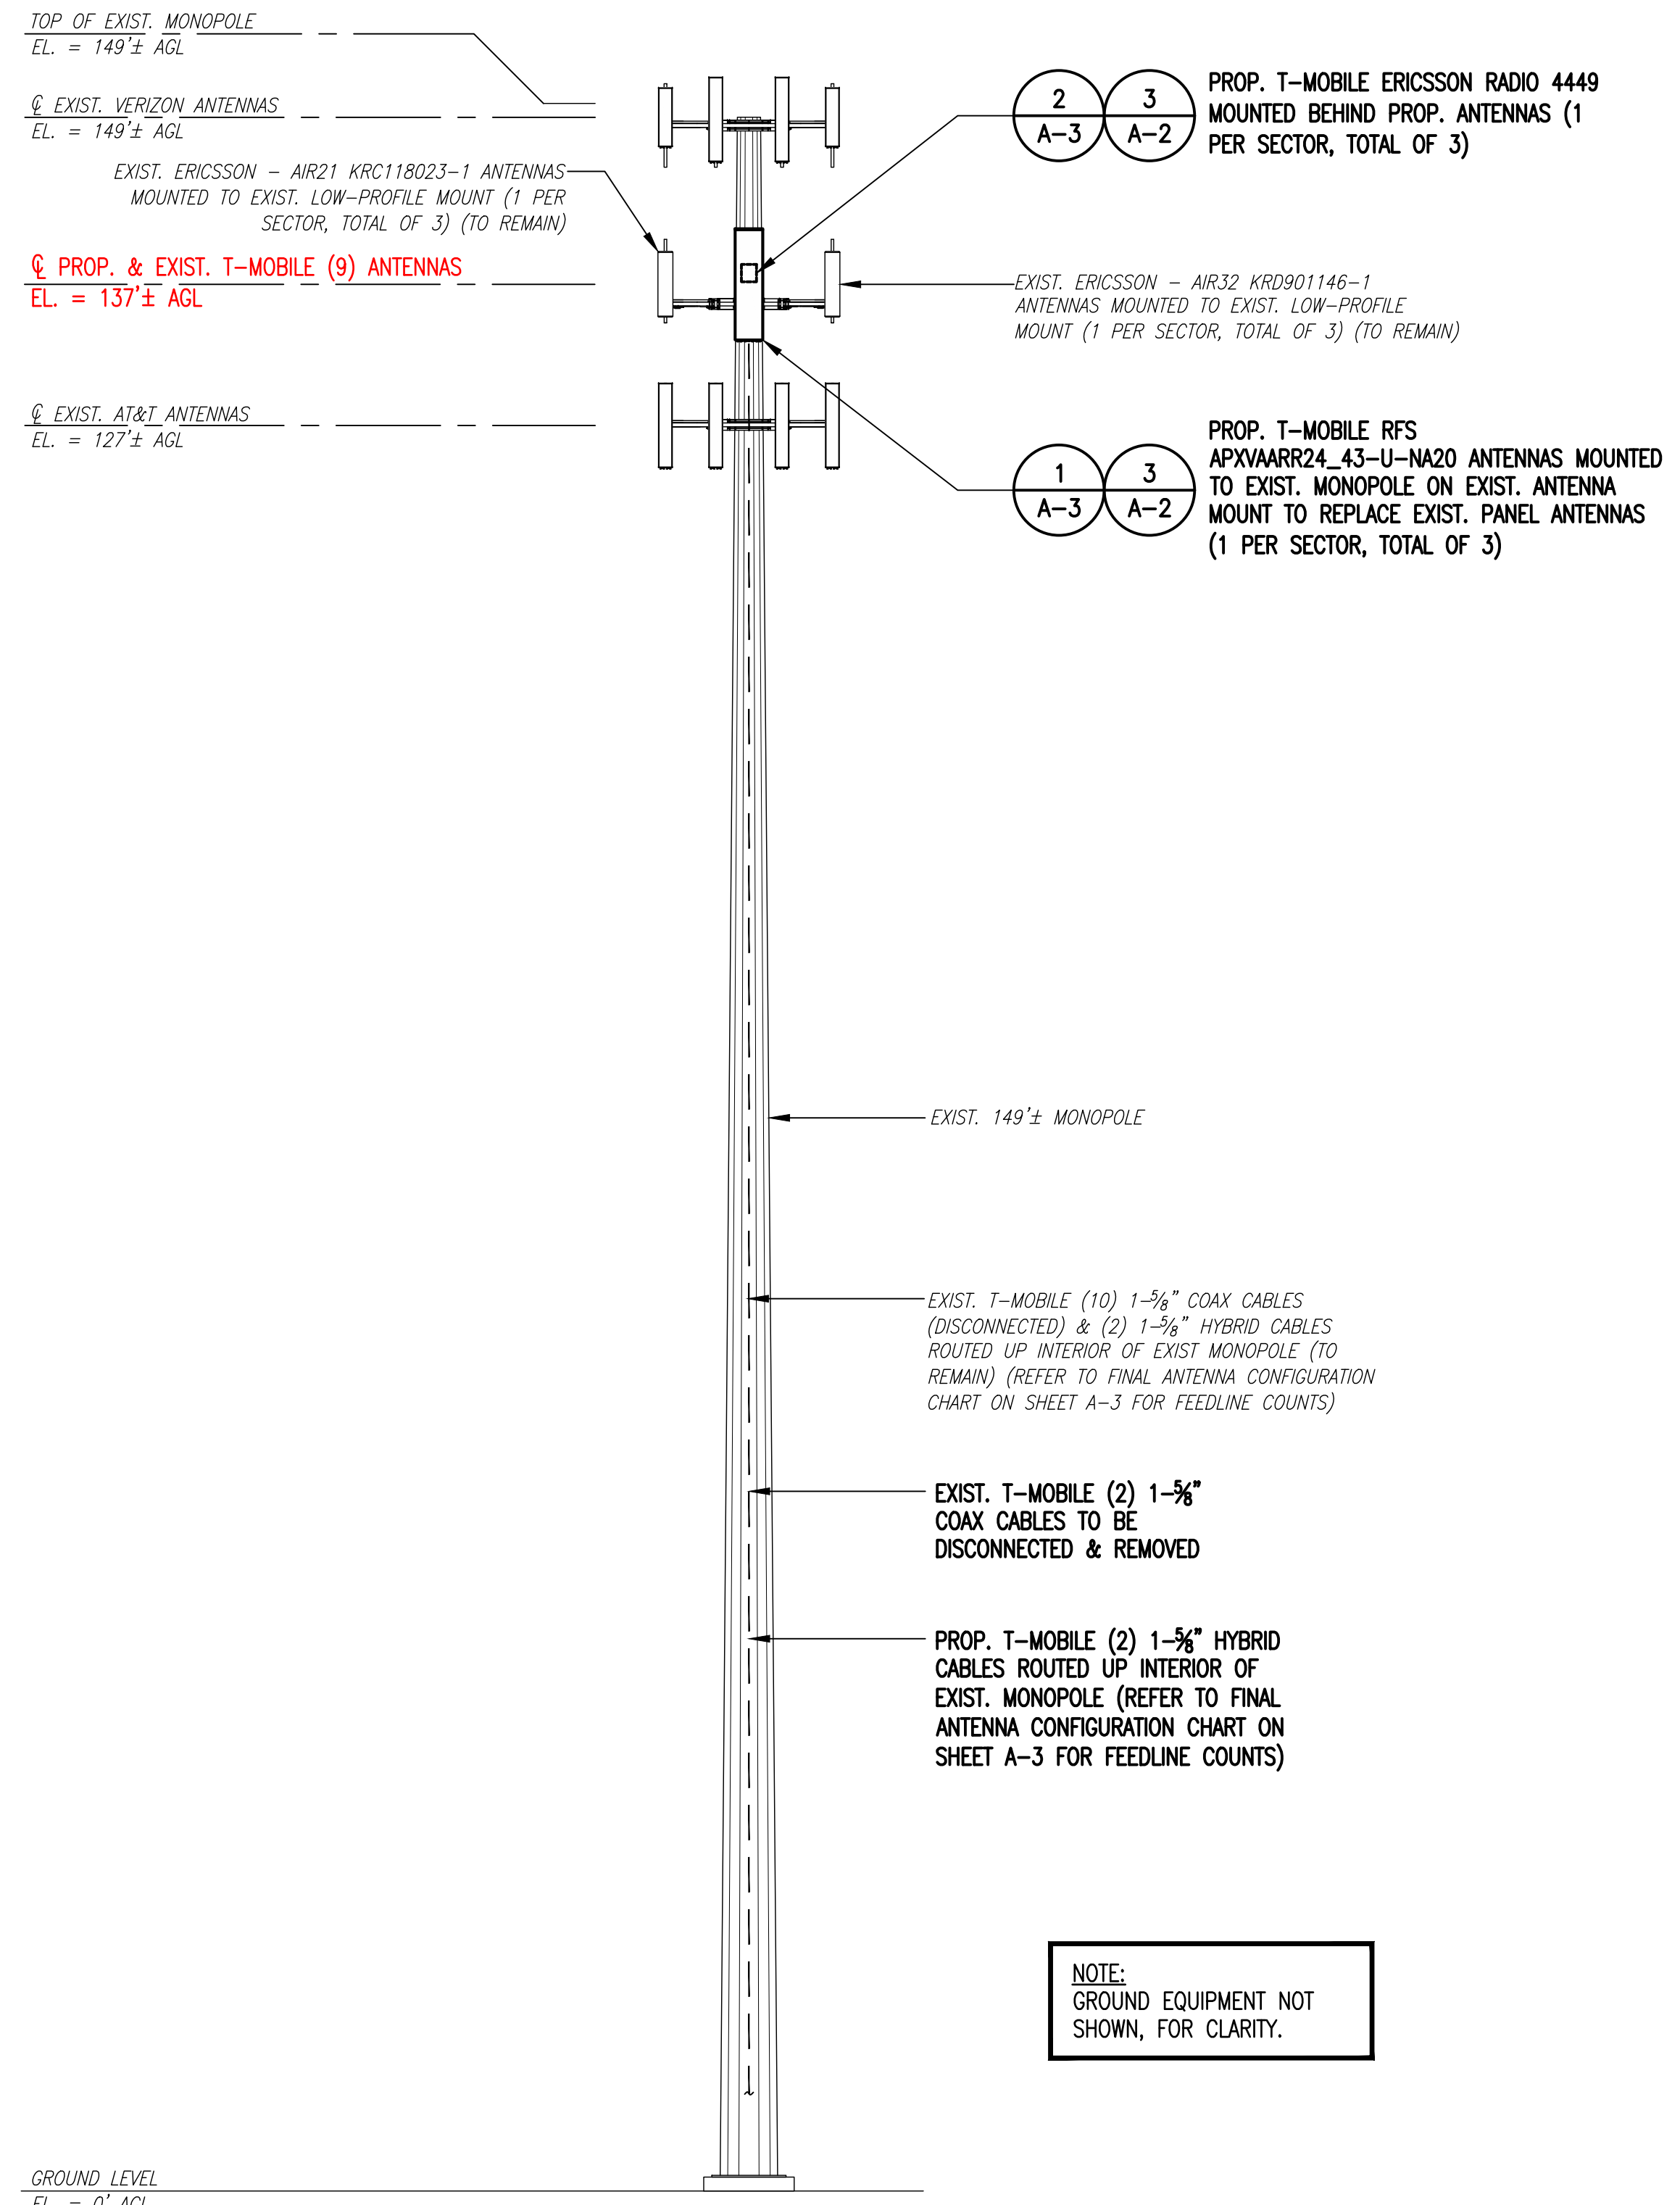 TOP OF EXIST. MONOPOLE
EL. = 149'± AGL
℄ EXIST. VERIZON ANTENNAS
EL. = 149'± AGL
EXIST. ERICSSON – AIR21 KRC118023-1 ANTENNAS
MOUNTED TO EXIST. LOW-PROFILE MOUNT (1 PER
SECTOR, TOTAL OF 3) (TO REMAIN)
℄ PROP. & EXIST. T-MOBILE (9) ANTENNAS
EL. = 137'± AGL
℄ EXIST. AT&T ANTENNAS
EL. = 127'± AGL
2
A-3
3
A-2
PROP. T-MOBILE ERICSSON RADIO 4449
MOUNTED BEHIND PROP. ANTENNAS (1
PER SECTOR, TOTAL OF 3)
EXIST. ERICSSON – AIR32 KRD901146-1
ANTENNAS MOUNTED TO EXIST. LOW-PROFILE
MOUNT (1 PER SECTOR, TOTAL OF 3) (TO REMAIN)
1
A-3
3
A-2
PROP. T-MOBILE RFS
APXVAARR24_43-U-NA20 ANTENNAS MOUNTED
TO EXIST. MONOPOLE ON EXIST. ANTENNA
MOUNT TO REPLACE EXIST. PANEL ANTENNAS
(1 PER SECTOR, TOTAL OF 3)
EXIST. 149'± MONOPOLE
EXIST. T-MOBILE (10) 1-5/8" COAX CABLES
(DISCONNECTED) & (2) 1-5/8" HYBRID CABLES
ROUTED UP INTERIOR OF EXIST MONOPOLE (TO
REMAIN) (REFER TO FINAL ANTENNA CONFIGURATION
CHART ON SHEET A-3 FOR FEEDLINE COUNTS)
EXIST. T-MOBILE (2) 1-5/8"
COAX CABLES TO BE
DISCONNECTED & REMOVED
PROP. T-MOBILE (2) 1-5/8" HYBRID
CABLES ROUTED UP INTERIOR OF
EXIST. MONOPOLE (REFER TO FINAL
ANTENNA CONFIGURATION CHART ON
SHEET A-3 FOR FEEDLINE COUNTS)
NOTE:
GROUND EQUIPMENT NOT
SHOWN, FOR CLARITY.
GROUND LEVEL
EL. = 0' AGL